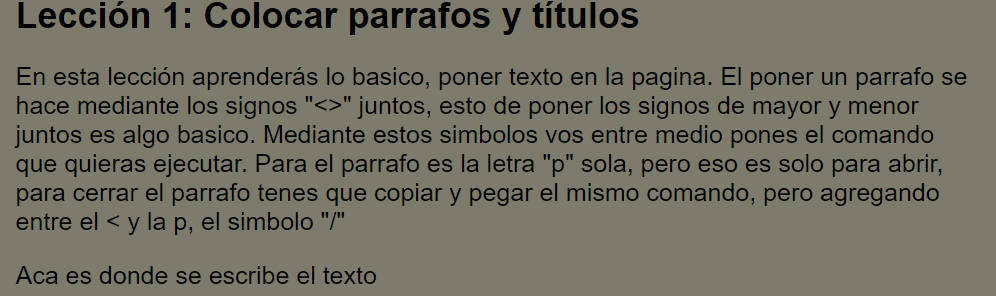 Lección 1: Colocar parrafos y títulos
En esta lección aprenderás lo basico, poner texto en la pagina. El poner un parrafo se
hace mediante los signos "<>" juntos, esto de poner los signos de mayor y menor
juntos es algo basico. Mediante estos simbolos vos entre medio pones el comando
que quieras ejecutar. Para el parrafo es la letra "p" sola, pero eso es solo para abrir,
para cerrar el parrafo tenes que copiar y pegar el mismo comando, pero agregando
entre el < y la p, el simbolo "/"
Aca es donde se escribe el texto